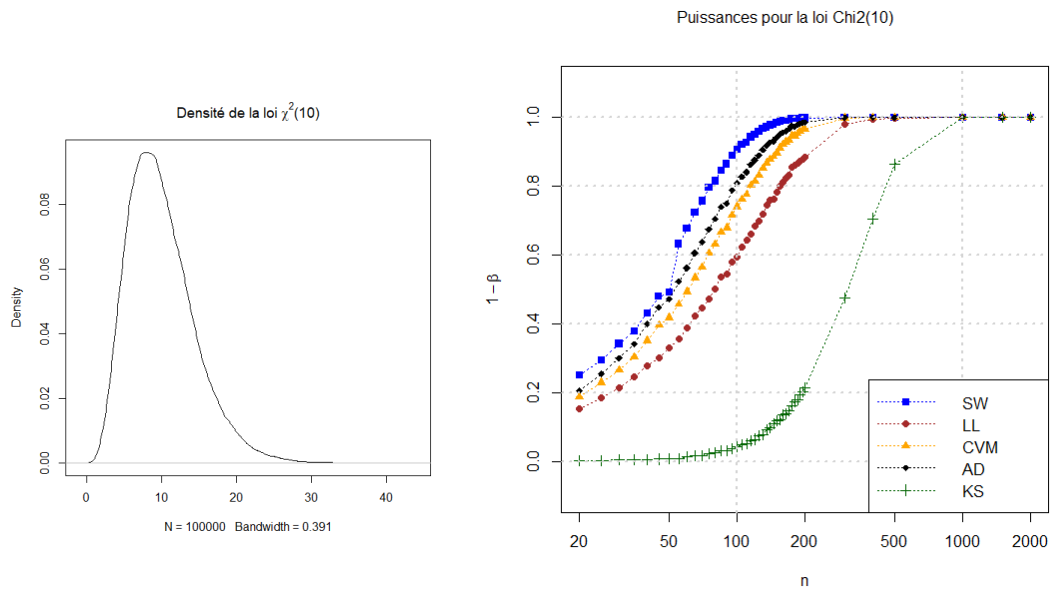 Densité de la loi χ²(10)
Density
0.00
0.02
0.04
0.06
0.08
0
10
20
30
40
N = 100000 Bandwidth = 0.391
Puissances pour la loi Chi2(10)
1 − β
0.0
0.2
0.4
0.6
0.8
1.0
20
50
100
200
500
1000
2000
n
SW
LL
CVM
AD
KS